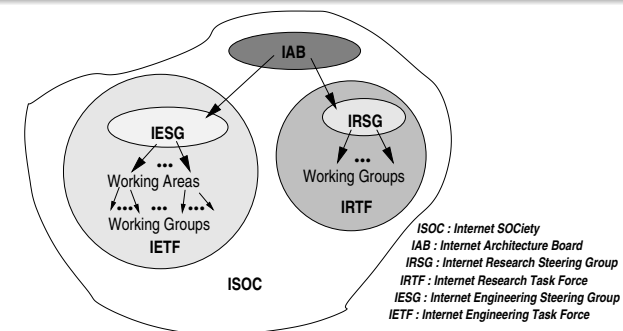 IAB
IESG
IRSG
...
Working Areas
... ... ...
Working Groups
IETF
...
Working Groups
IRTF
ISOC
ISOC : Internet SOCiety
IAB : Internet Architecture Board
IRSG : Internet Research Steering Group
IRTF : Internet Research Task Force
IESG : Internet Engineering Steering Group
IETF : Internet Engineering Task Force